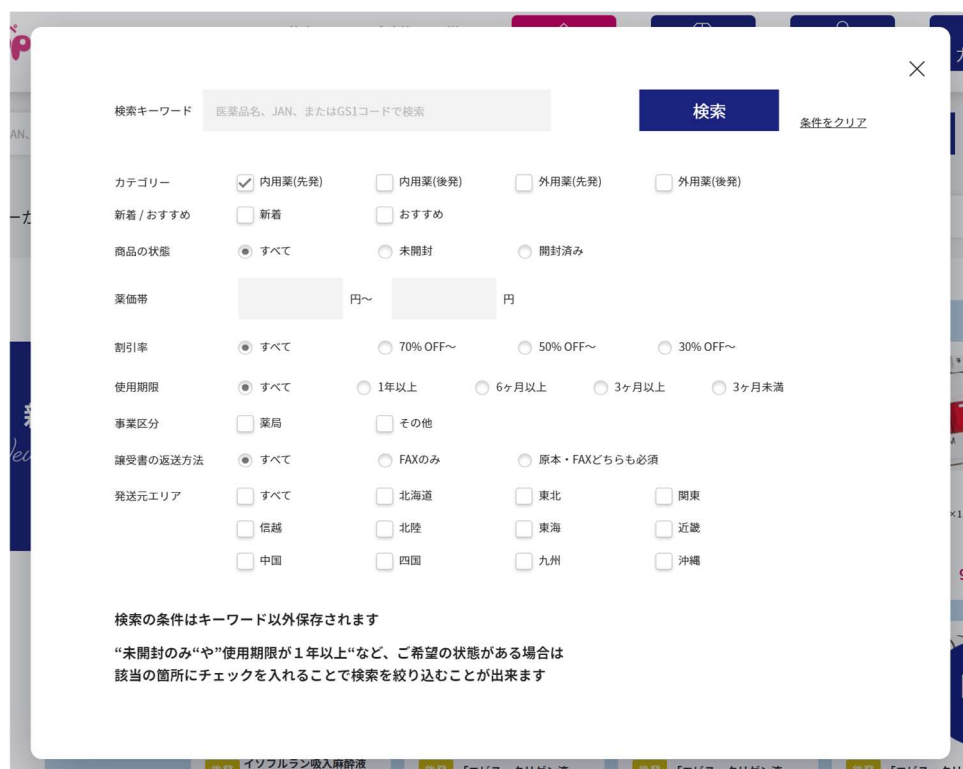 検索キーワード 医薬品名、JAN、またはGS1コードで検索 検索 条件をクリア
カテゴリー 内用薬(先発) 内用薬(後発) 外用薬(先発) 外用薬(後発)
新着 / おすすめ 新着 おすすめ
商品の状態 すべて 未開封 開封済み
薬価帯 円〜 円
割引率 すべて 70% OFF〜 50% OFF〜 30% OFF〜
使用期限 すべて 1年以上 6ヶ月以上 3ヶ月以上 3ヶ月未満
事業区分 薬局 その他
譲受書の返送方法 すべて FAXのみ 原本・FAXどちらも必須
発送元エリア すべて 北海道 東北 関東
信越 北陸 東海 近畿
中国 四国 九州 沖縄
検索の条件はキーワード以外保存されます
“未開封のみ“や”使用期限が１年以上“など、ご希望の状態がある場合は
該当の箇所にチェックを入れることで検索を絞り込むことが出来ます
イソフルラン吸入麻酔液